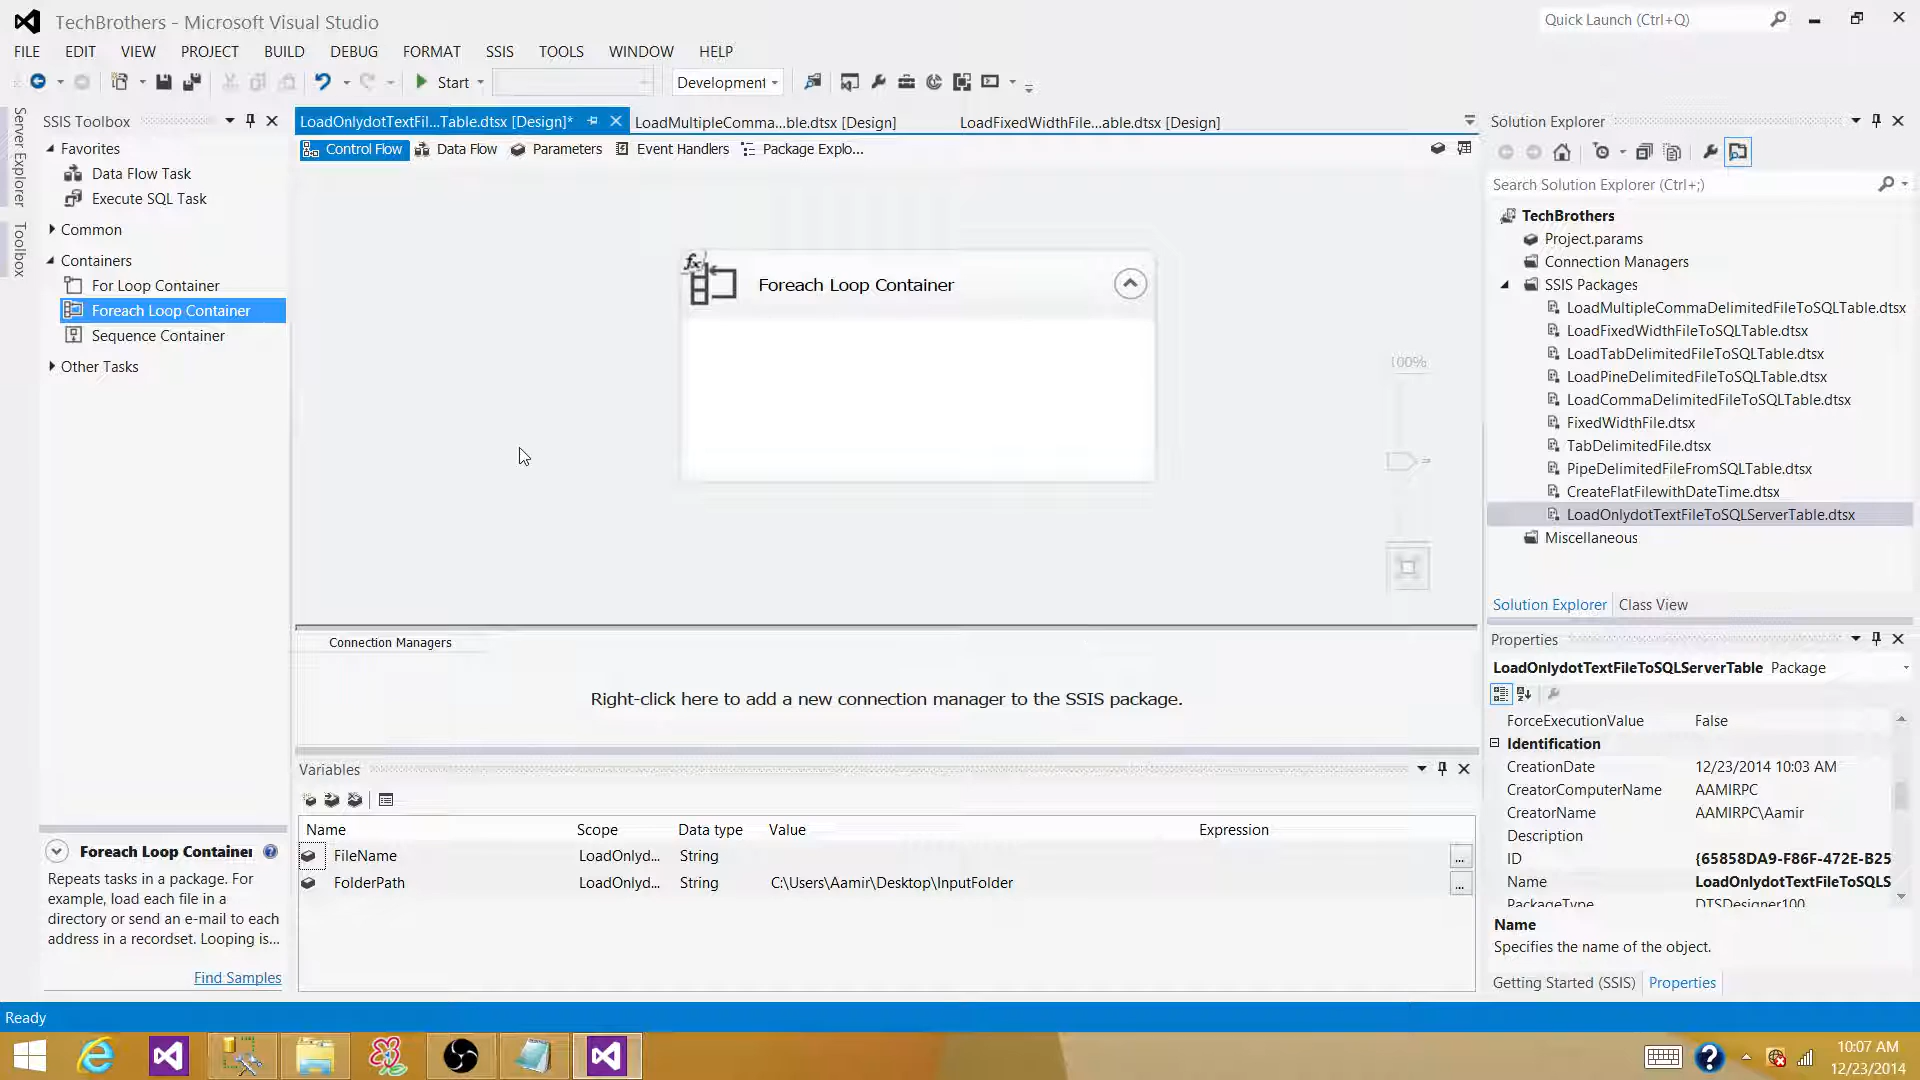 TechBrothers - Microsoft Visual Studio
Quick Launch (Ctrl+Q)
FILE EDIT VIEW PROJECT BUILD DEBUG FORMAT SSIS TOOLS WINDOW HELP
Start
Development
Server Explorer
Toolbox
SSIS Toolbox
Favorites
Data Flow Task
Execute SQL Task
Common
Containers
For Loop Container
Foreach Loop Container
Sequence Container
Other Tasks
Foreach Loop Container
Repeats tasks in a package. For
example, load each file in a
directory or send an e-mail to each
address in a recordset. Looping is...
Find Samples
LoadOnlydotTextFil...Table.dtsx [Design]*
LoadMultipleComma...ble.dtsx [Design]
LoadFixedWidthFile...able.dtsx [Design]
Control Flow
Data Flow
Parameters
Event Handlers
Package Explo...
fx
Foreach Loop Container
100%
Connection Managers
Right-click here to add a new connection manager to the SSIS package.
Variables
Name Scope Data type Value Expression
FileName LoadOnlyd... String ...
FolderPath LoadOnlyd... String C:\Users\Aamir\Desktop\InputFolder ...
Solution Explorer
Search Solution Explorer (Ctrl+;)
TechBrothers
Project.params
Connection Managers
SSIS Packages
LoadMultipleCommaDelimitedFileToSQLTable.dtsx
LoadFixedWidthFileToSQLTable.dtsx
LoadTabDelimitedFileToSQLTable.dtsx
LoadPineDelimitedFileToSQLTable.dtsx
LoadCommaDelimitedFileToSQLTable.dtsx
FixedWidthFile.dtsx
TabDelimitedFile.dtsx
PipeDelimitedFileFromSQLTable.dtsx
CreateFlatFilewithDateTime.dtsx
LoadOnlydotTextFileToSQLServerTable.dtsx
Miscellaneous
Solution Explorer Class View
Properties
LoadOnlydotTextFileToSQLServerTable Package
ForceExecutionValue False
Identification
CreationDate 12/23/2014 10:03 AM
CreatorComputerName AAMIRPC
CreatorName AAMIRPC\Aamir
Description
ID {65858DA9-F86F-472E-B25
Name LoadOnlydotTextFileToSQLS
PackageType DTSDesigner100
Name
Specifies the name of the object.
Getting Started (SSIS) Properties
Ready
10:07 AM
12/23/2014